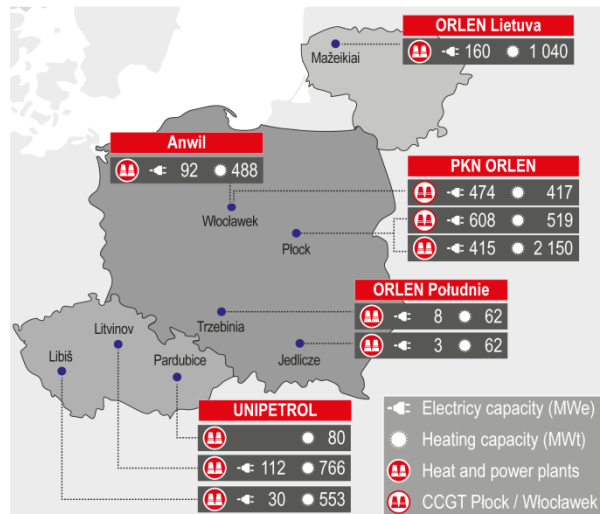 ORLEN Lietuva
160 1 040
Mažeikiai
Anwil
92 488
PKN ORLEN
474 417
608 519
415 2 150
Włocławek
Płock
ORLEN Południe
8 62
3 62
Trzebinia
Jedlicze
Litvinov
Libiš
Pardubice
UNIPETROL
80
112 766
30 553
Electricy capacity (MWe)
Heating capacity (MWt)
Heat and power plants
CCGT Płock / Włocławek